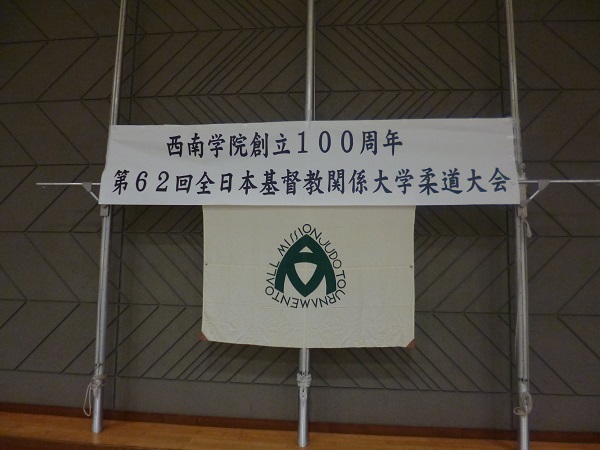 西南学院創立１００周年
第６２回全日本基督教関係大学柔道大会
ALL MISSION JUDO TOURNAMENTO